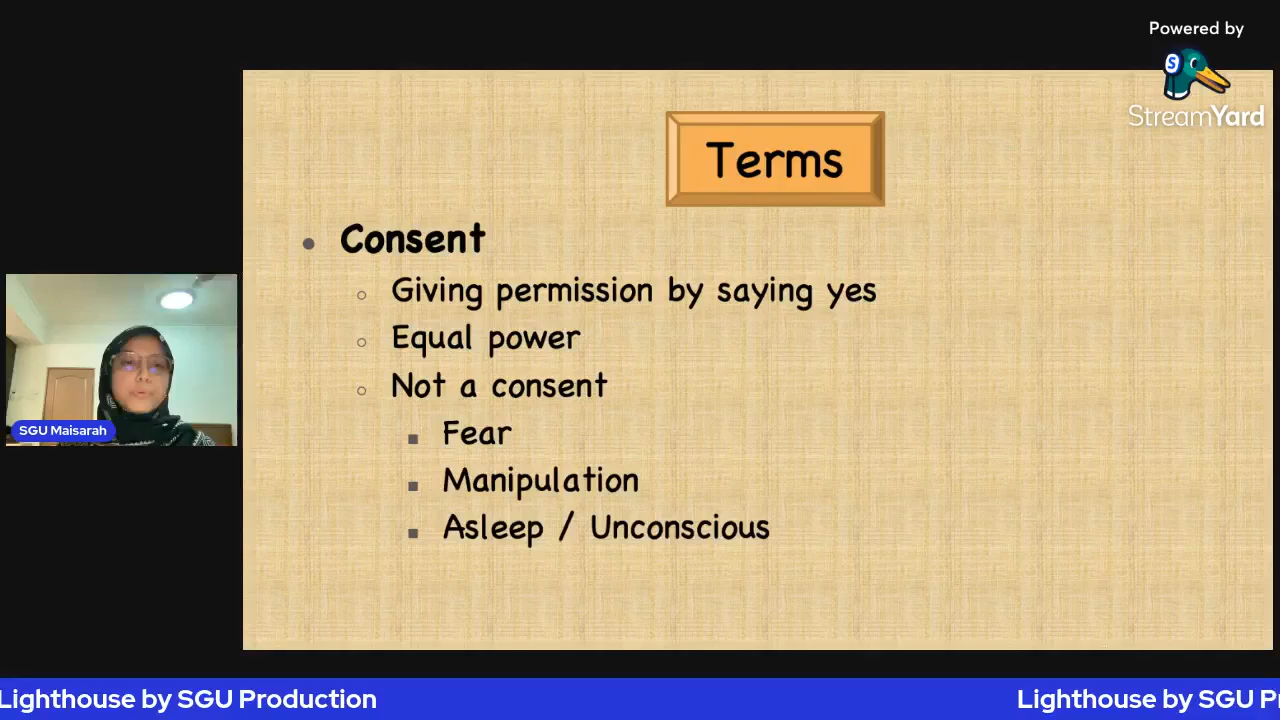 Powered by
StreamYard
Terms
Consent
Giving permission by saying yes
Equal power
Not a consent
Fear
Manipulation
Asleep / Unconscious
SGU Maisarah
Lighthouse by SGU Production
Lighthouse by SGU Pr